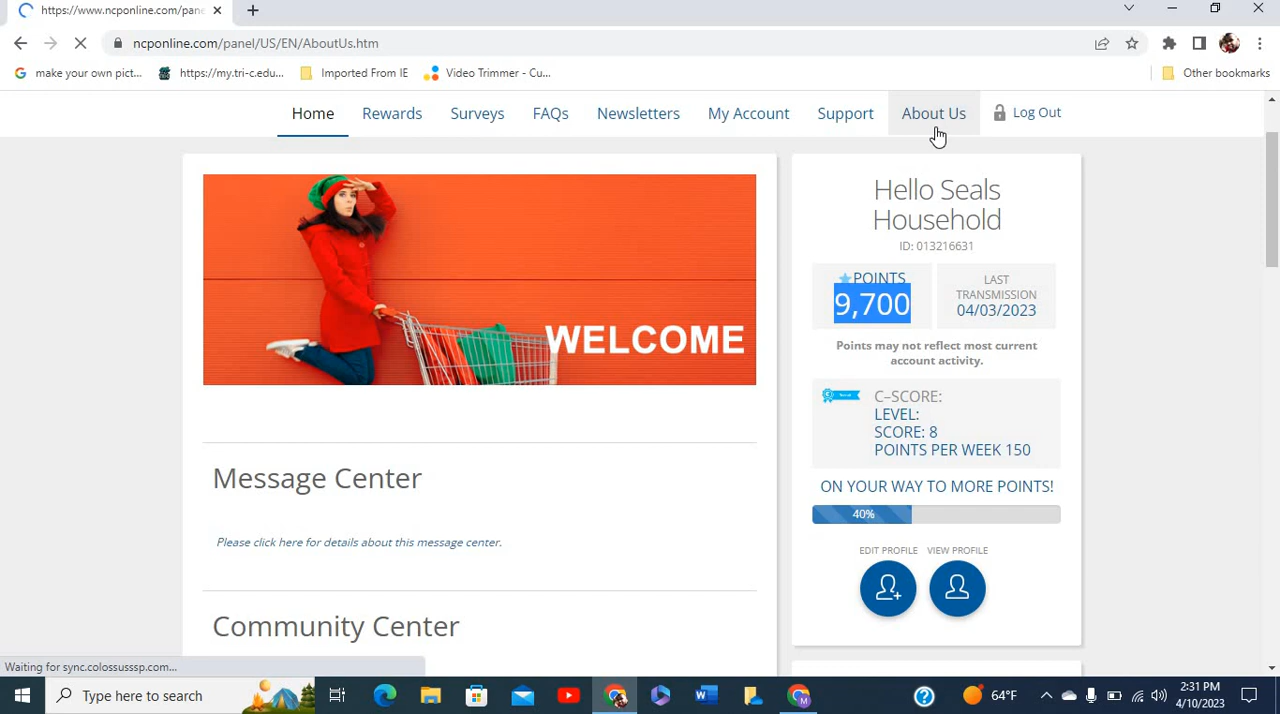 https://www.ncponline.com/pane
ncponline.com/panel/US/EN/AboutUs.htm
make your own pict...
https://my.tri-c.edu...
Imported From IE
Video Trimmer - Cu...
Other bookmarks
Home
Rewards
Surveys
FAQs
Newsletters
My Account
Support
About Us
Log Out
WELCOME
Message Center
Please click here for details about this message center.
Community Center
Hello Seals
Household
ID: 013216631
POINTS
9,700
LAST
TRANSMISSION
04/03/2023
Points may not reflect most current
account activity.
C–SCORE:
LEVEL:
SCORE: 8
POINTS PER WEEK 150
ON YOUR WAY TO MORE POINTS!
40%
EDIT PROFILE
VIEW PROFILE
Waiting for sync.colossusssp.com...
Type here to search
64°F
2:31 PM
4/10/2023